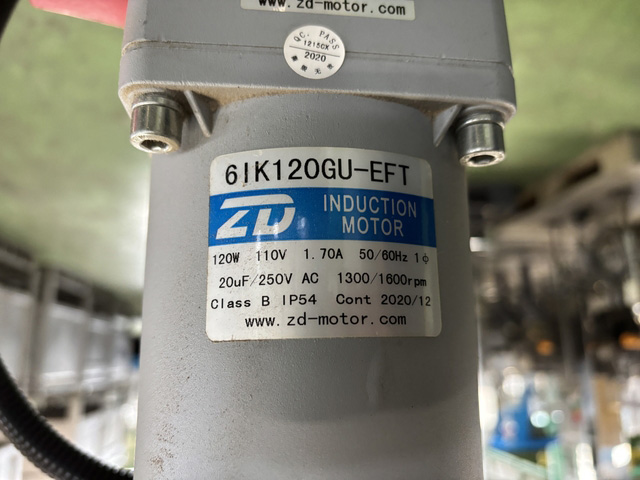 www.zd-motor.com
QC. PASS
1215CX
2020
6IK120GU-EFT
ZD INDUCTION
MOTOR
120W 110V 1.70A 50/60Hz 1ϕ
20uF/250V AC 1300/1600rpm
Class B IP54 Cont 2020/12
www.zd-motor.com